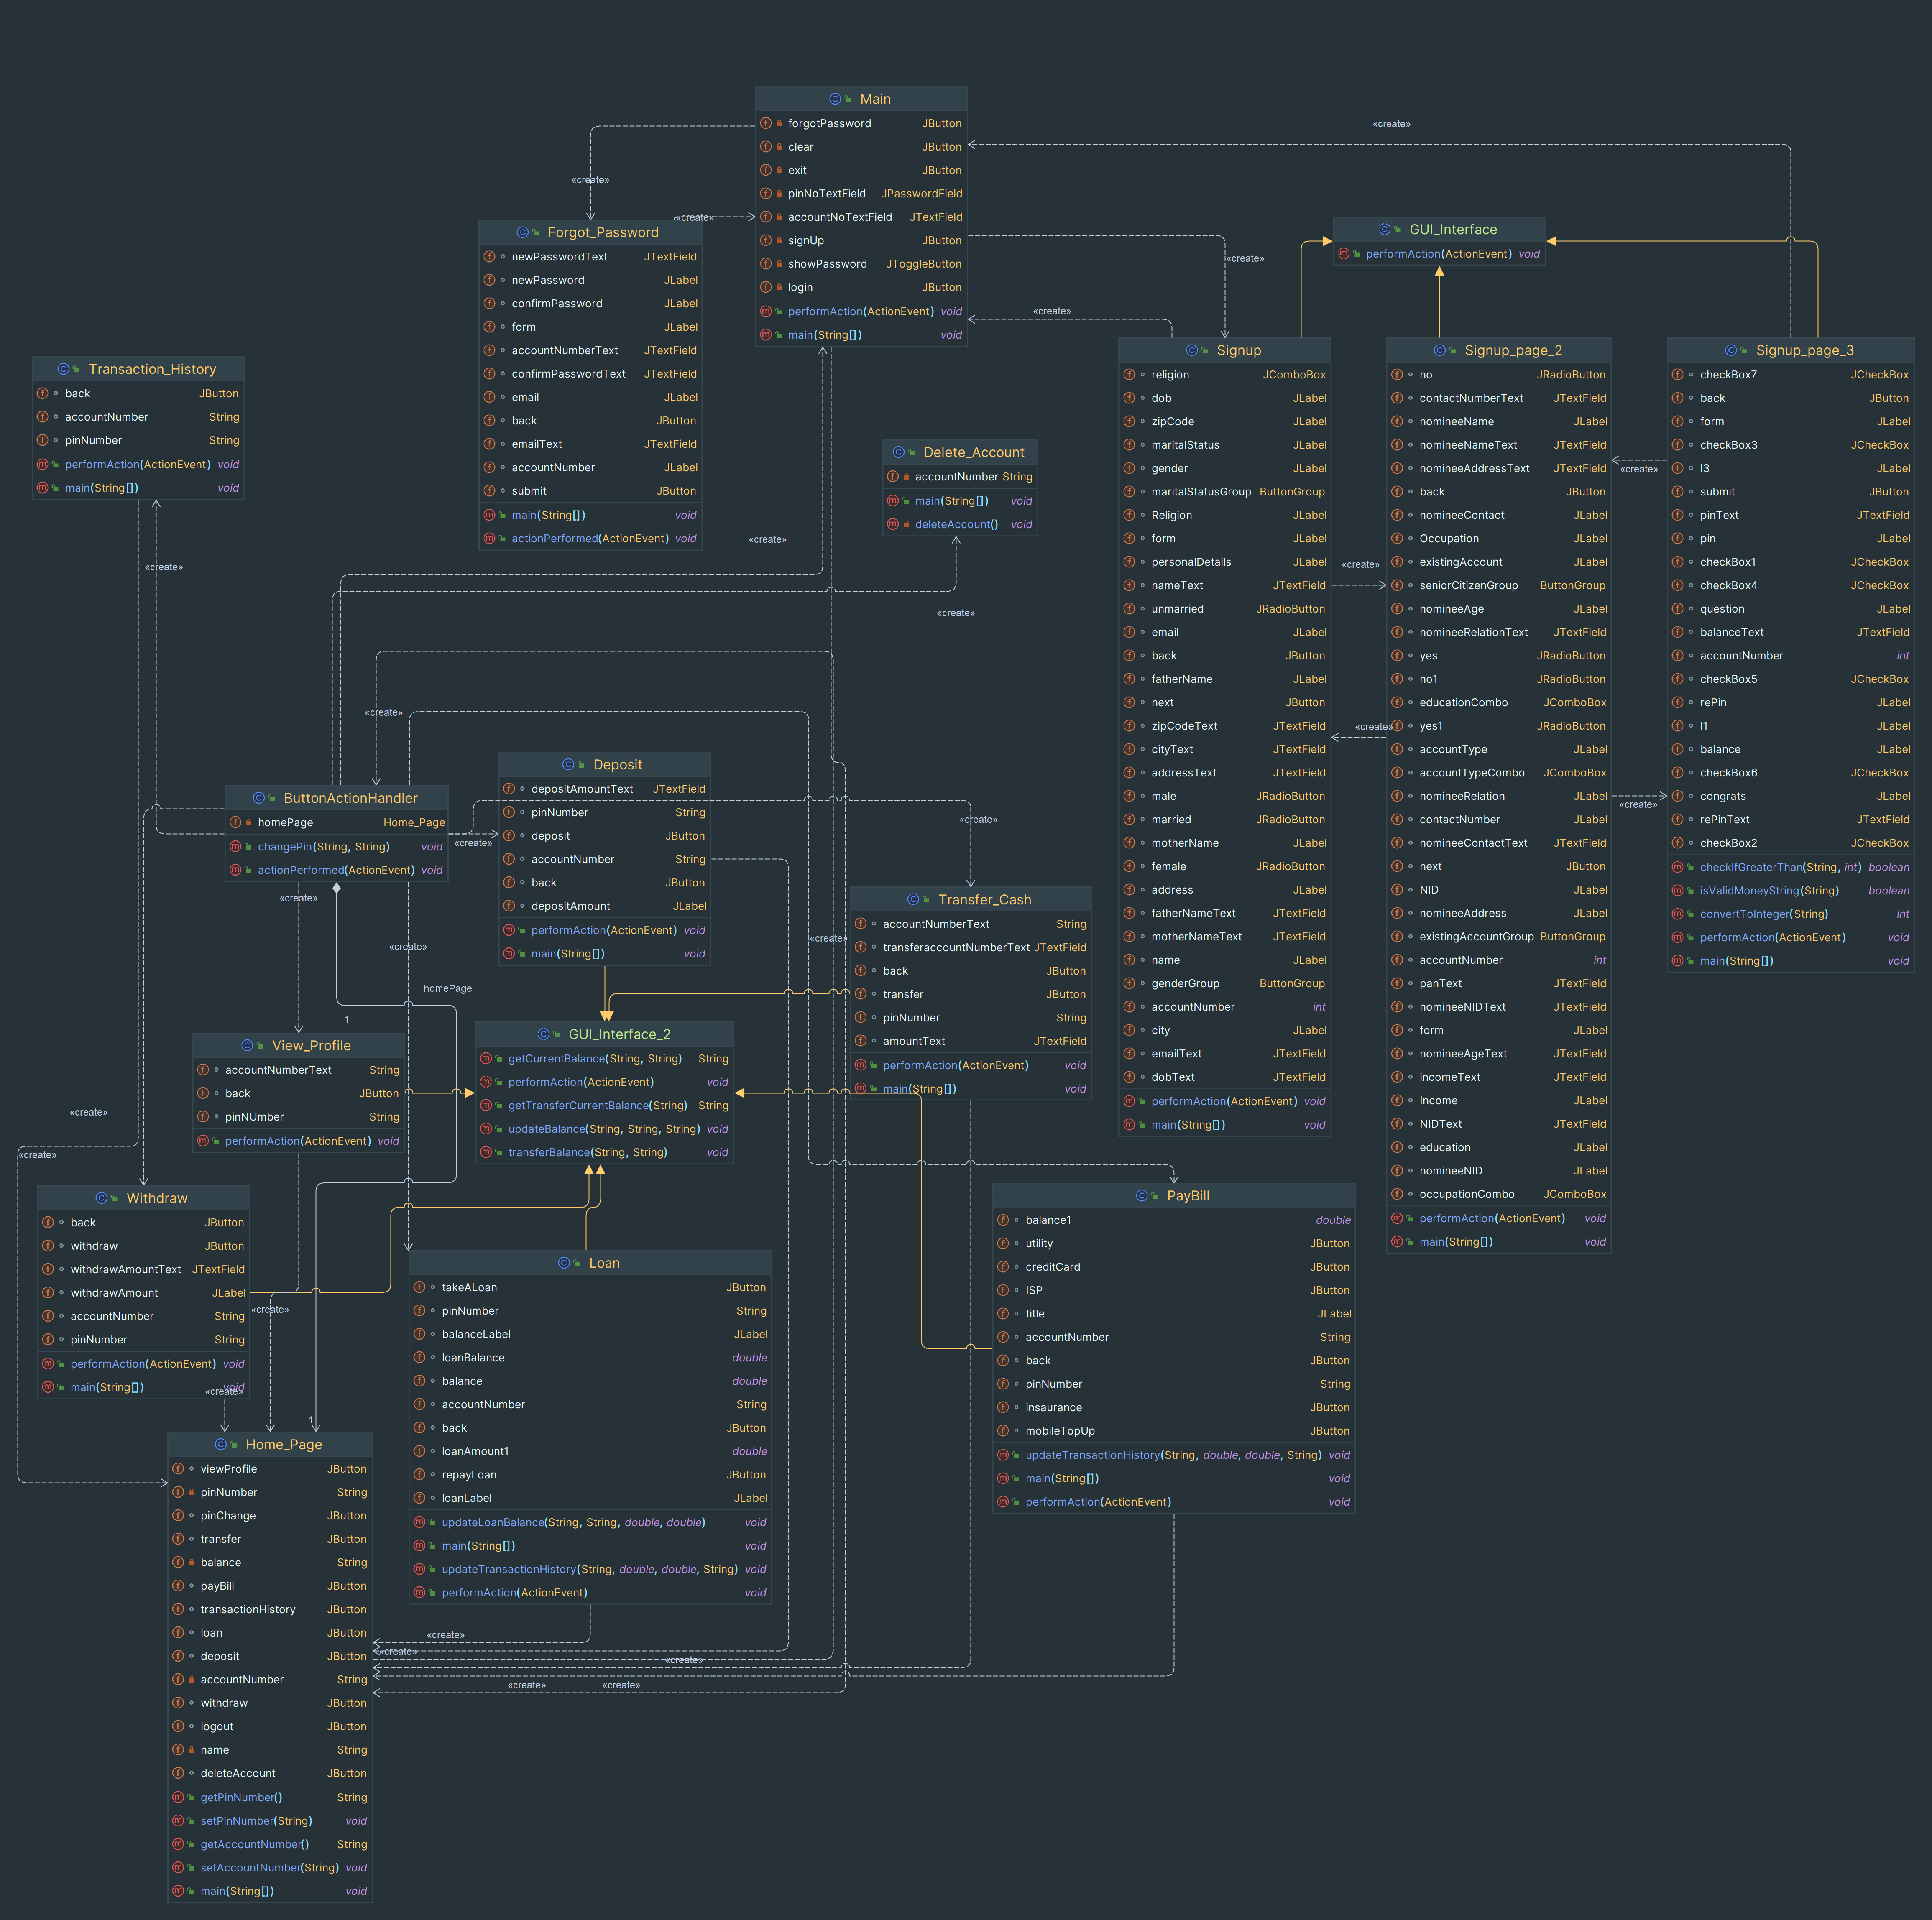 «create»
Main
forgotPassword JButton
clear JButton
exit JButton
pinNoTextField JPasswordField
accountNoTextField JTextField
signUp JButton
showPassword JToggleButton
login JButton
performAction(ActionEvent) void
main(String[]) void
«create»
«create»
«create»
«create»
Forgot_Password
newPasswordText JTextField
newPassword JLabel
confirmPassword JLabel
form JLabel
accountNumberText JTextField
confirmPasswordText JTextField
email JLabel
back JButton
emailText JTextField
accountNumber JLabel
submit JButton
main(String[]) void
actionPerformed(ActionEvent) void
GUI_Interface
performAction(ActionEvent) void
Transaction_History
back JButton
accountNumber String
pinNumber String
performAction(ActionEvent) void
main(String[]) void
Delete_Account
accountNumber String
main(String[]) void
deleteAccount() void
Signup
religion JComboBox
dob JLabel
zipCode JLabel
maritalStatus JLabel
gender JLabel
maritalStatusGroup ButtonGroup
Religion JLabel
form JLabel
personalDetails JLabel
nameText JTextField
unmarried JRadioButton
email JLabel
back JButton
fatherName JLabel
next JButton
zipCodeText JTextField
cityText JTextField
addressText JTextField
male JRadioButton
married JRadioButton
motherName JLabel
female JRadioButton
address JLabel
fatherNameText JTextField
motherNameText JTextField
name JLabel
genderGroup ButtonGroup
accountNumber int
city JLabel
emailText JTextField
dobText JTextField
performAction(ActionEvent) void
main(String[]) void
«create»
«create»
Signup_page_2
no JRadioButton
contactNumberText JTextField
nomineeName JLabel
nomineeNameText JTextField
nomineeAddressText JTextField
back JButton
nomineeContact JLabel
Occupation JLabel
existingAccount JLabel
seniorCitizenGroup ButtonGroup
nomineeAge JLabel
nomineeRelationText JTextField
yes JRadioButton
no1 JRadioButton
educationCombo JComboBox
yes1 JRadioButton
accountType JLabel
accountTypeCombo JComboBox
nomineeRelation JLabel
contactNumber JLabel
nomineeContactText JTextField
next JButton
NID JLabel
nomineeAddress JLabel
existingAccountGroup ButtonGroup
accountNumber int
panText JTextField
nomineeNIDText JTextField
form JLabel
nomineeAgeText JTextField
incomeText JTextField
Income JLabel
NIDText JTextField
education JLabel
nomineeNID JLabel
occupationCombo JComboBox
performAction(ActionEvent) void
main(String[]) void
«create»
«create»
Signup_page_3
checkBox7 JCheckBox
back JButton
form JLabel
checkBox3 JCheckBox
l3 JLabel
submit JButton
pinText JTextField
pin JLabel
checkBox1 JCheckBox
checkBox4 JCheckBox
question JLabel
balanceText JTextField
accountNumber int
checkBox5 JCheckBox
rePin JLabel
l1 JLabel
balance JLabel
checkBox6 JCheckBox
congrats JLabel
rePinText JTextField
checkBox2 JCheckBox
checkIfGreaterThan(String, int) boolean
isValidMoneyString(String) boolean
convertToInteger(String) int
performAction(ActionEvent) void
main(String[]) void
«create»
«create»
«create»
«create»
ButtonActionHandler
homePage Home_Page
changePin(String, String) void
actionPerformed(ActionEvent) void
«create»
«create»
«create»
«create»
«create»
homePage
1
Deposit
depositAmountText JTextField
pinNumber String
deposit JButton
accountNumber String
back JButton
depositAmount JLabel
performAction(ActionEvent) void
main(String[]) void
Transfer_Cash
accountNumberText String
transferaccountNumberText JTextField
back JButton
transfer JButton
pinNumber String
amountText JTextField
performAction(ActionEvent) void
main(String[]) void
GUI_Interface_2
getCurrentBalance(String, String) String
performAction(ActionEvent) void
getTransferCurrentBalance(String) String
updateBalance(String, String, String) void
transferBalance(String, String) void
View_Profile
accountNumberText String
back JButton
pinNUmber String
performAction(ActionEvent) void
«create»
«create»
Withdraw
back JButton
withdraw JButton
withdrawAmountText JTextField
withdrawAmount JLabel
accountNumber String
pinNumber String
performAction(ActionEvent) void
main(String[]) void
«create»
«create»
1
Loan
takeALoan JButton
pinNumber String
balanceLabel JLabel
loanBalance double
balance double
accountNumber String
back JButton
loanAmount1 double
repayLoan JButton
loanLabel JLabel
updateLoanBalance(String, String, double, double) void
main(String[]) void
updateTransactionHistory(String, double, double, String) void
performAction(ActionEvent) void
PayBill
balance1 double
utility JButton
creditCard JButton
ISP JButton
title JLabel
accountNumber String
back JButton
pinNumber String
insaurance JButton
mobileTopUp JButton
updateTransactionHistory(String, double, double, String) void
main(String[]) void
performAction(ActionEvent) void
Home_Page
viewProfile JButton
pinNumber String
pinChange JButton
transfer JButton
balance String
payBill JButton
transactionHistory JButton
loan JButton
deposit JButton
accountNumber String
withdraw JButton
logout JButton
name String
deleteAccount JButton
getPinNumber() String
setPinNumber(String) void
getAccountNumber() String
setAccountNumber(String) void
main(String[]) void
«create»
«create»
«create»
«create»
«create»